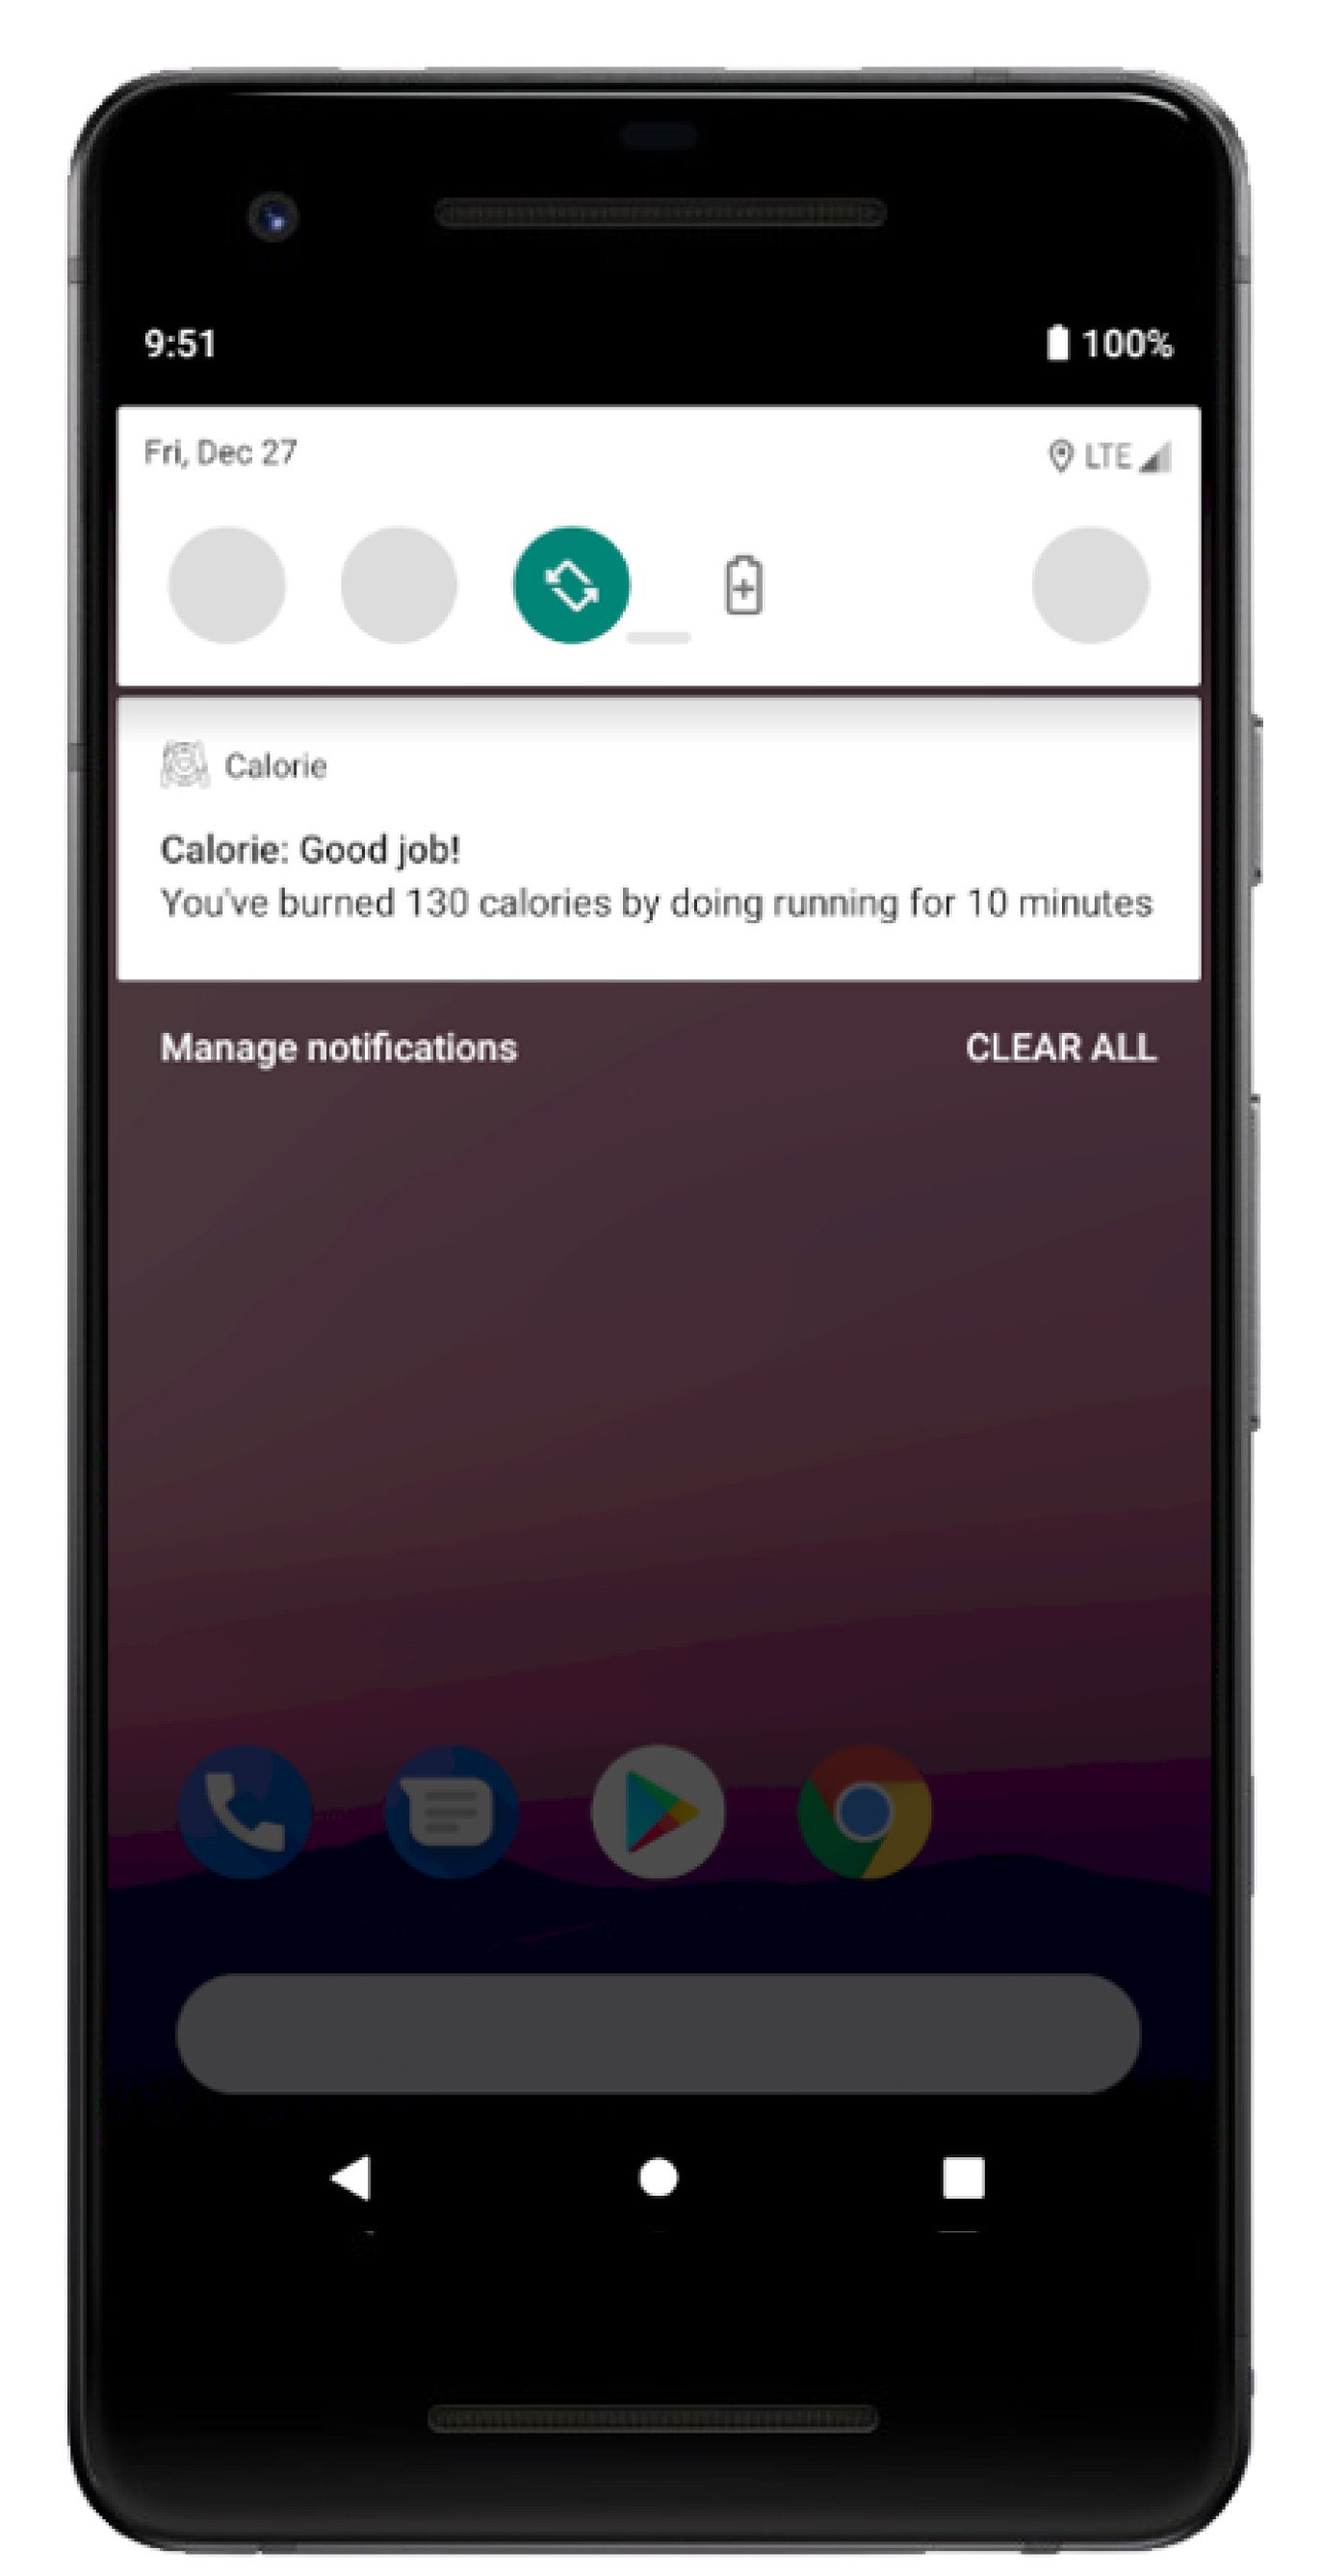 9:51
100%
Fri, Dec 27
LTE
Calorie
Calorie: Good job!
You've burned 130 calories by doing running for 10 minutes
Manage notifications
CLEAR ALL